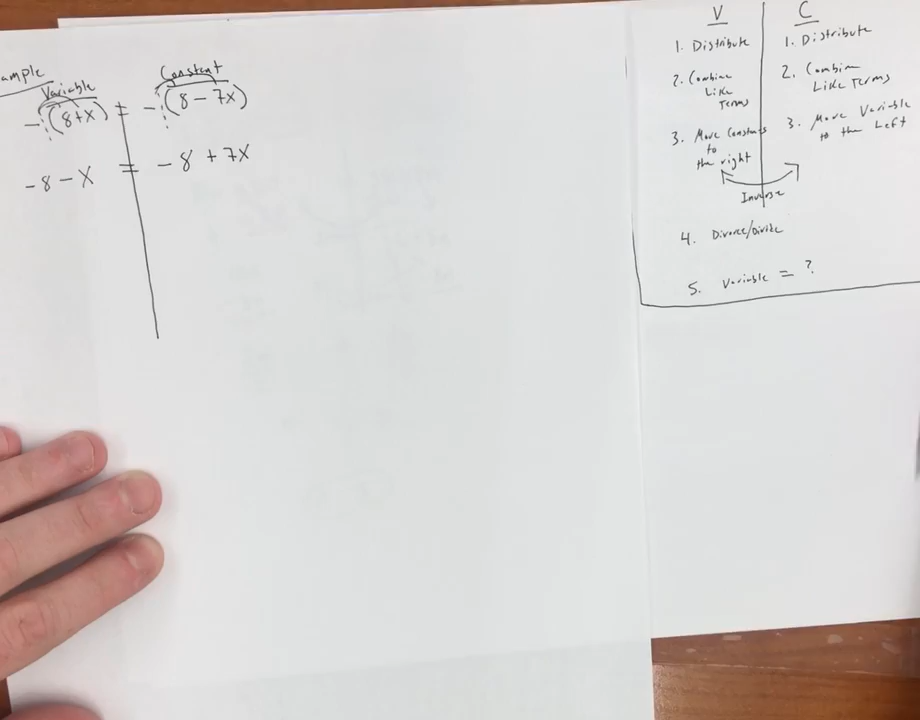 ample
Variable Constant
-(8+x) = -(8-7x)
-8-x = -8+7x
V C
1. Distribute
2. Combine
Like
Terms
3. Move Constants
to
the right
1. Distribute
2. Combine
Like Terms
3. Move Variable
to the Left
Inverse
4. Divorce/Divide
5. Variable = ?